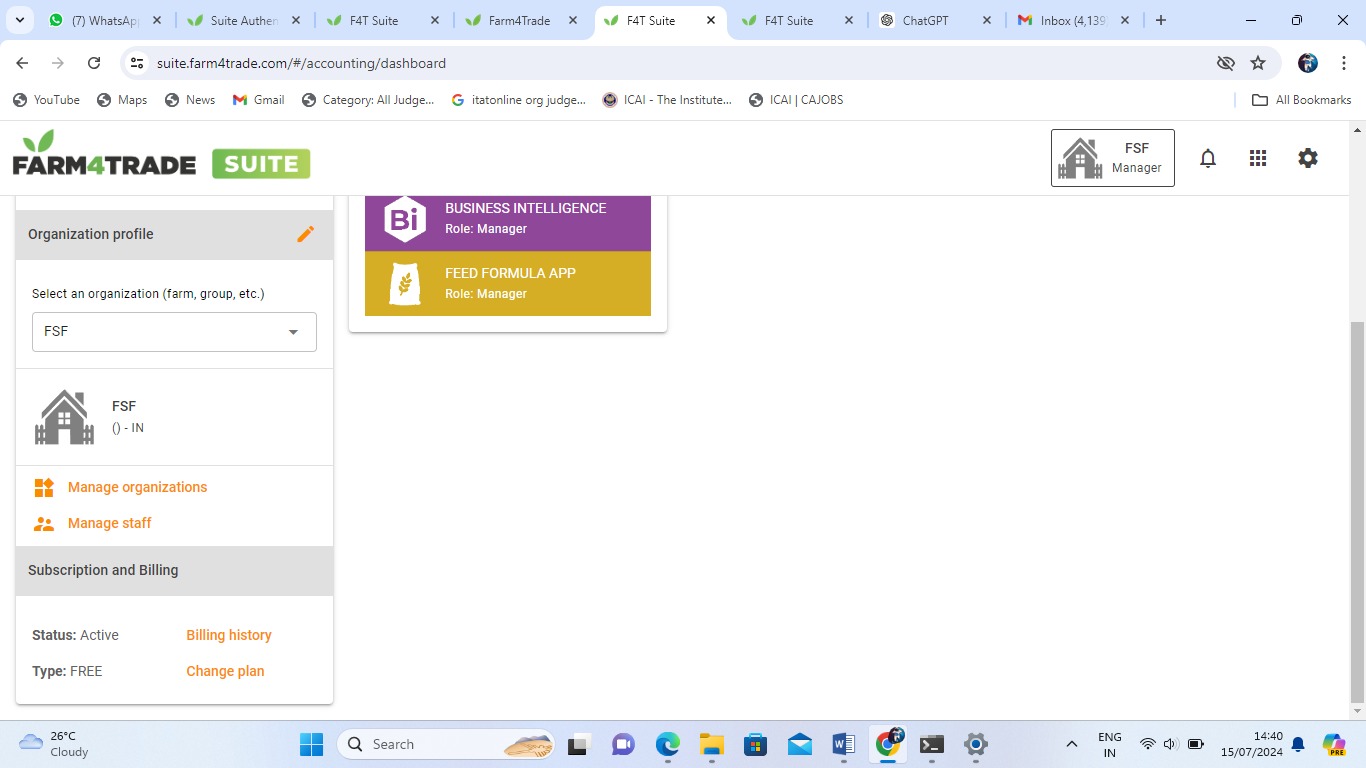 (7) WhatsAp
Suite Authen
F4T Suite
Farm4Trade
F4T Suite
F4T Suite
ChatGPT
Inbox (4,139
suite.farm4trade.com/#/accounting/dashboard
YouTube
Maps
News
Gmail
Category: All Judge...
itatonline org judge...
ICAI - The Institute...
ICAI | CAJOBS
All Bookmarks
FARM4TRADE SUITE
FSF
Manager
Bi
BUSINESS INTELLIGENCE
Role: Manager
FEED FORMULA APP
Role: Manager
Organization profile
Select an organization (farm, group, etc.)
FSF
FSF
() - IN
Manage organizations
Manage staff
Subscription and Billing
Status: Active
Billing history
Type: FREE
Change plan
26°C
Cloudy
Search
ENG
IN
14:40
15/07/2024
PRE